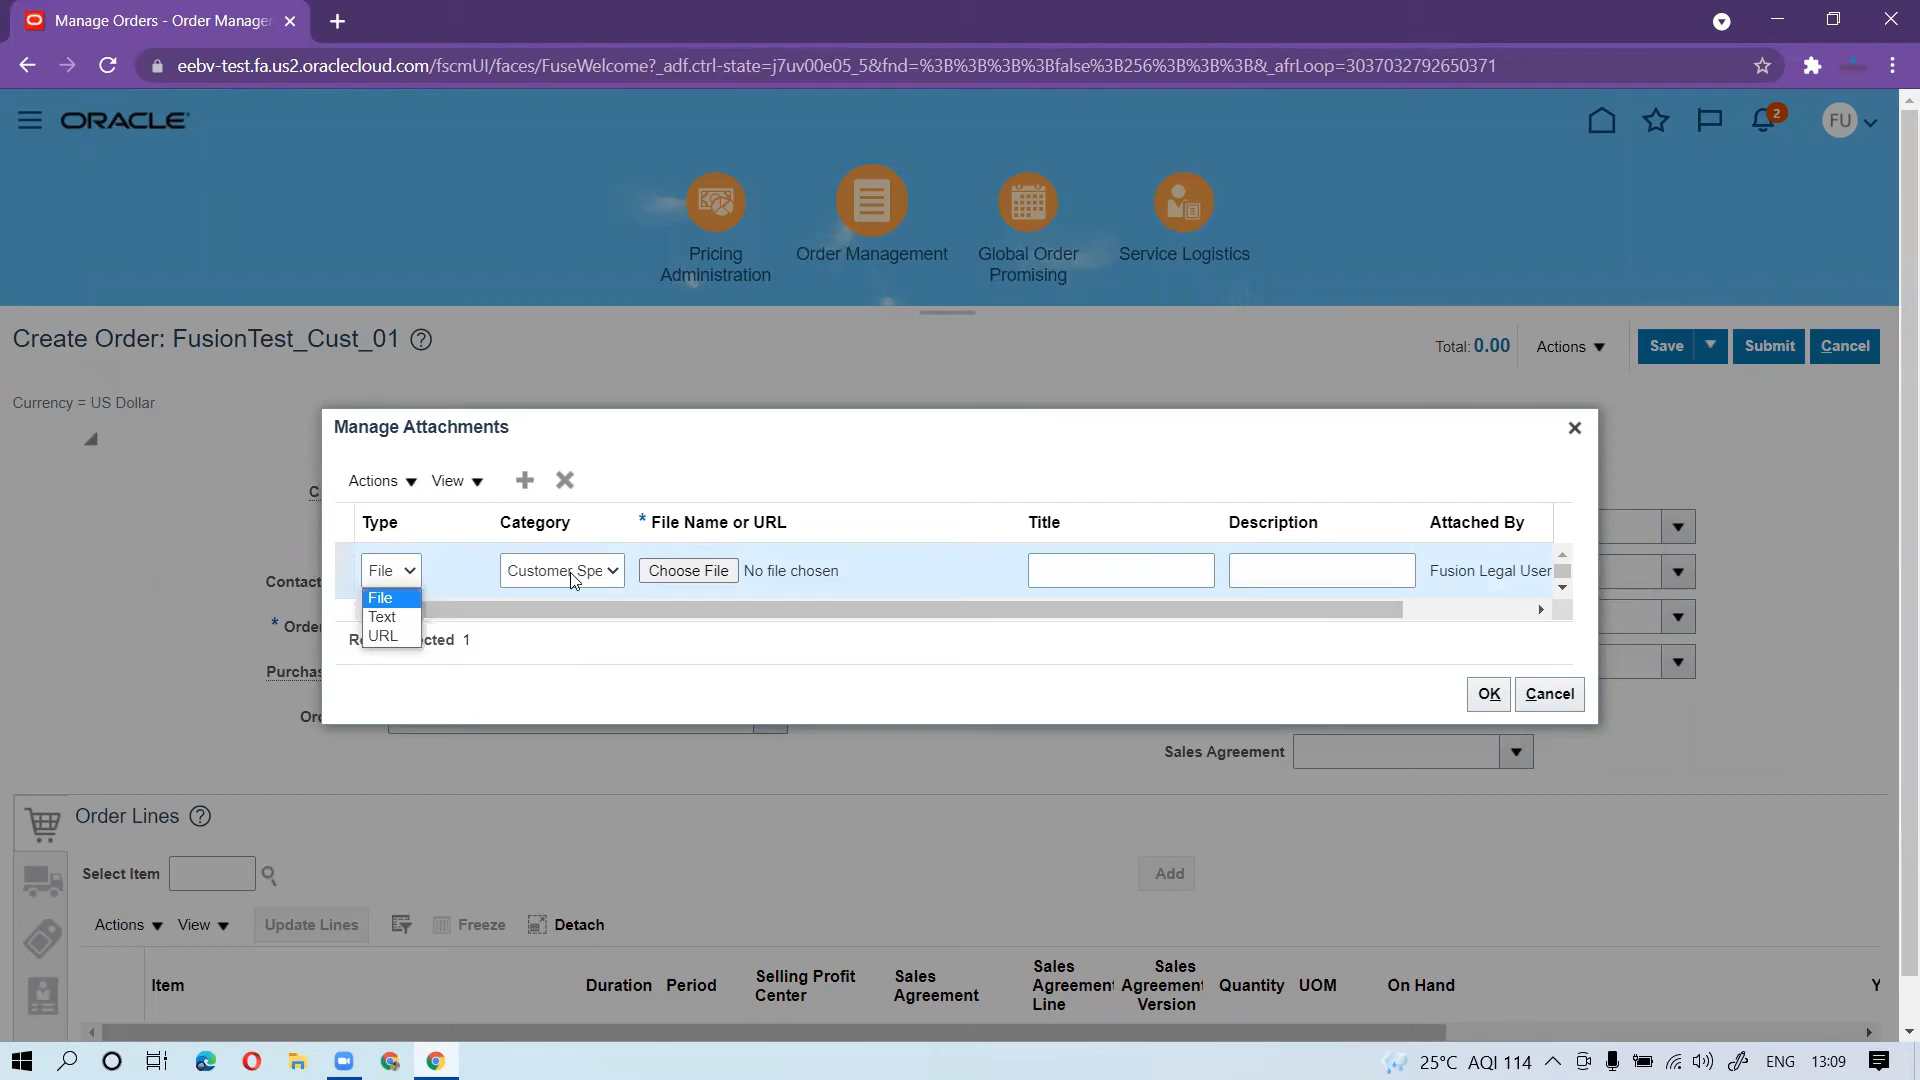 Manage Orders - Order Manage
eebv-test.fa.us2.oraclecloud.com/fscmUI/faces/FuseWelcome?_adf.ctrl-state=j7uv00e05_5&fnd=%3B%3B%3B%3Bfalse%3B256%3B%3B%3B&_afrLoop=3037032792650371
ORACLE
2
FU
Pricing Administration
Order Management
Global Order Promising
Service Logistics
Create Order: FusionTest_Cust_01 ?
Total: 0.00
Actions
Save
Submit
Cancel
Currency = US Dollar
Manage Attachments
Actions View
Type Category * File Name or URL Title Description Attached By
File Customer Spe Choose File No file chosen Fusion Legal User
File
Text
URL
cted 1
OK Cancel
Contact
* Orde
Purchas
Ord
Sales Agreement
Order Lines ?
Select Item
Add
Actions View Update Lines Freeze Detach
Item Duration Period Selling Profit Center Sales Agreement Sales Agreement Line Sales Agreement Version Quantity UOM On Hand Y
25°C AQI 114 ENG 13:09